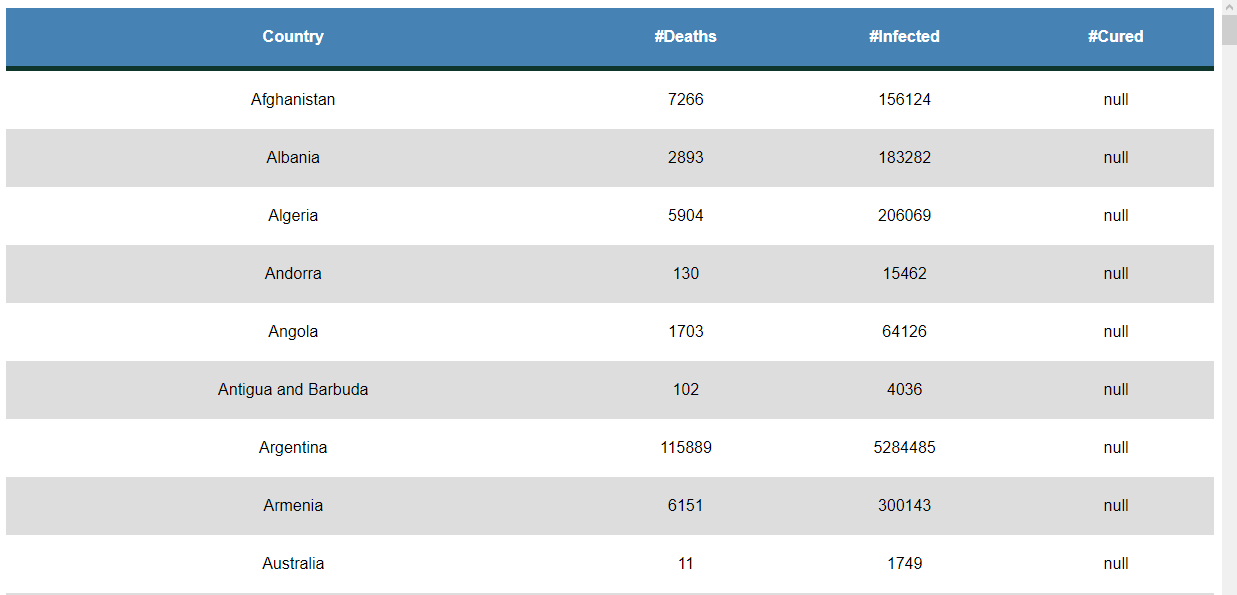 Country #Deaths #Infected #Cured
Afghanistan 7266 156124 null
Albania 2893 183282 null
Algeria 5904 206069 null
Andorra 130 15462 null
Angola 1703 64126 null
Antigua and Barbuda 102 4036 null
Argentina 115889 5284485 null
Armenia 6151 300143 null
Australia 11 1749 null